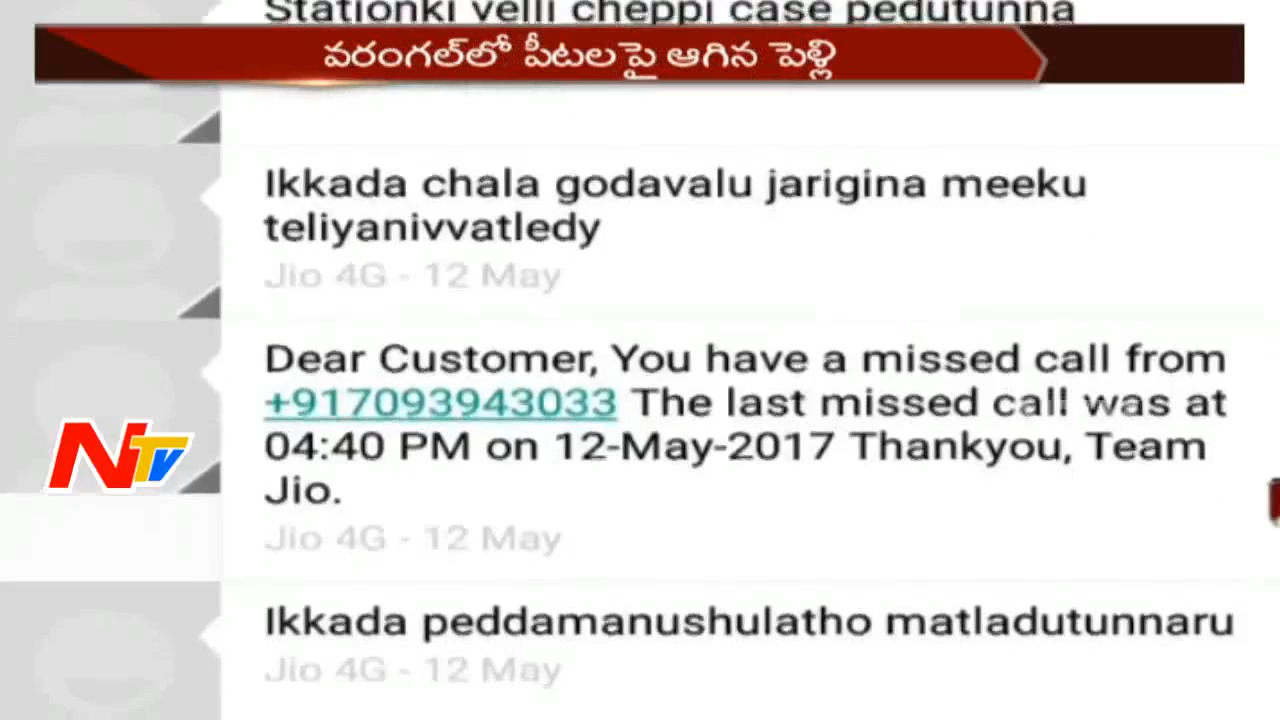 Stationki velli cheppi case pedutunna
వరంగల్‌లో పీటలపై ఆగిన పెళ్లి
Ikkada chala godavalu jarigina meeku
teliyanivvatledy
Jio 4G - 12 May
Dear Customer, You have a missed call from
+917093943033 The last missed call was at
04:40 PM on 12-May-2017 Thankyou, Team
Jio.
NTV
Jio 4G - 12 May
Ikkada peddamanushulatho matladutunnaru
Jio 4G - 12 May